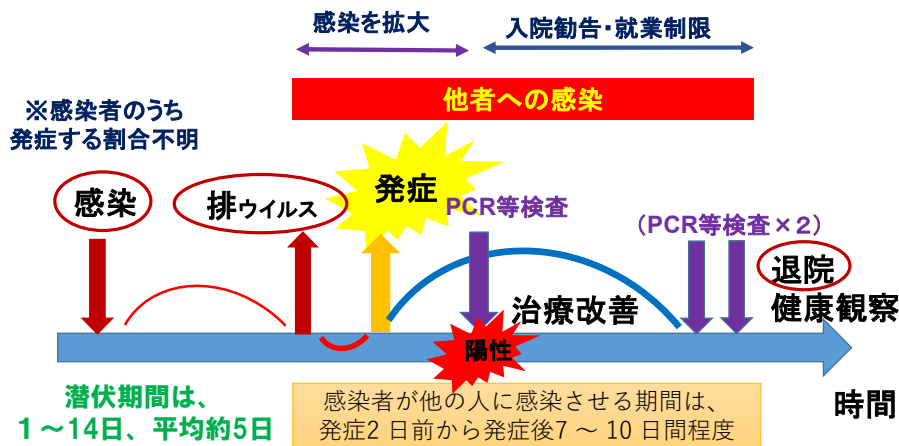 感染を拡大
入院勧告・就業制限
他者への感染
※感染者のうち
発症する割合不明
感染
排ウイルス
発症
PCR等検査
（PCR等検査×２）
退院
健康観察
治療改善
陽性
時間
潜伏期間は、
１～14日、平均約5日
感染者が他の人に感染させる期間は、
発症2 日前から発症後7 ～ 10 日間程度